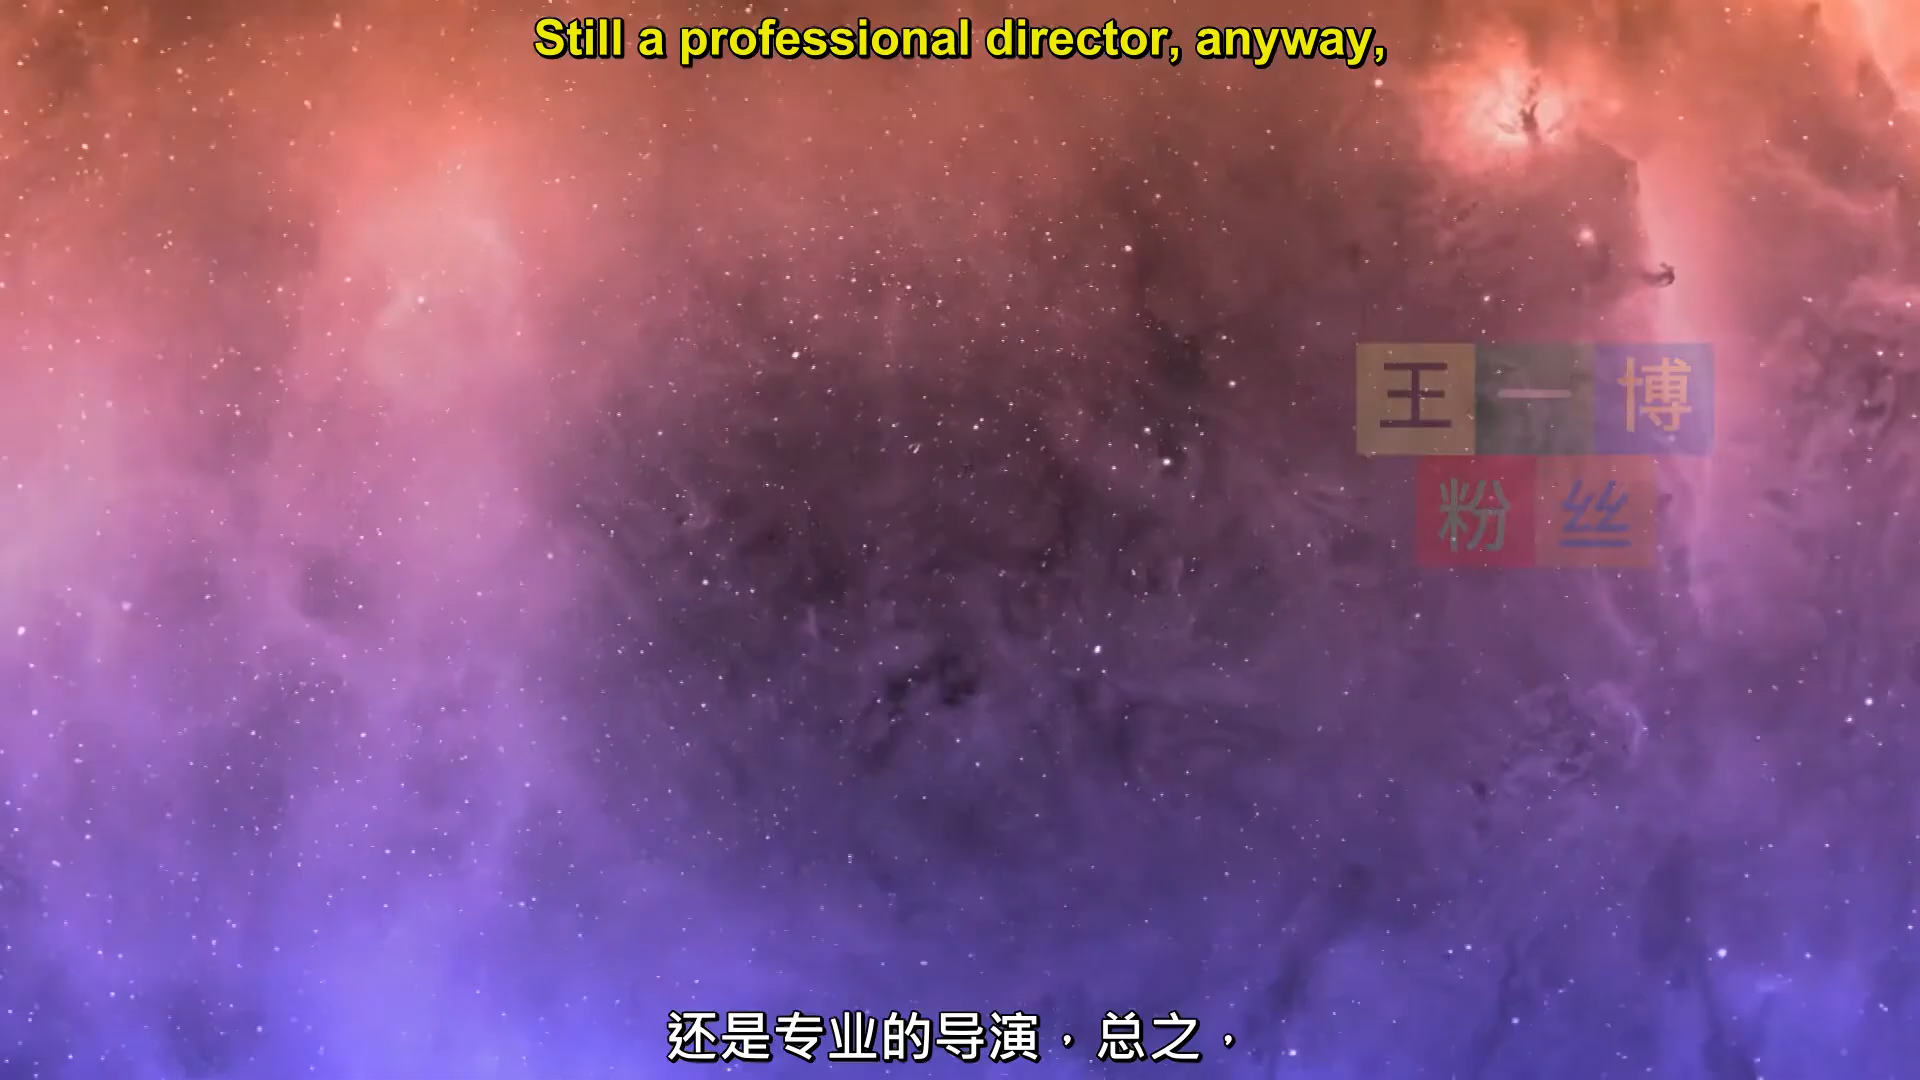 Still a professional director, anyway,
王一博
粉丝
还是专业的导演，总之，